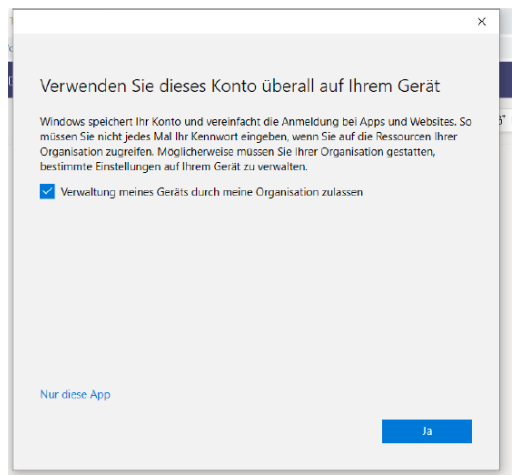 Verwenden Sie dieses Konto überall auf Ihrem Gerät
Windows speichert Ihr Konto und vereinfacht die Anmeldung bei Apps und Websites. So
müssen Sie nicht jedes Mal Ihr Kennwort eingeben, wenn Sie auf die Ressourcen Ihrer
Organisation zugreifen. Möglicherweise müssen Sie Ihrer Organisation gestatten,
bestimmte Einstellungen auf Ihrem Gerät zu verwalten.
Verwaltung meines Geräts durch meine Organisation zulassen
Nur diese App
Ja